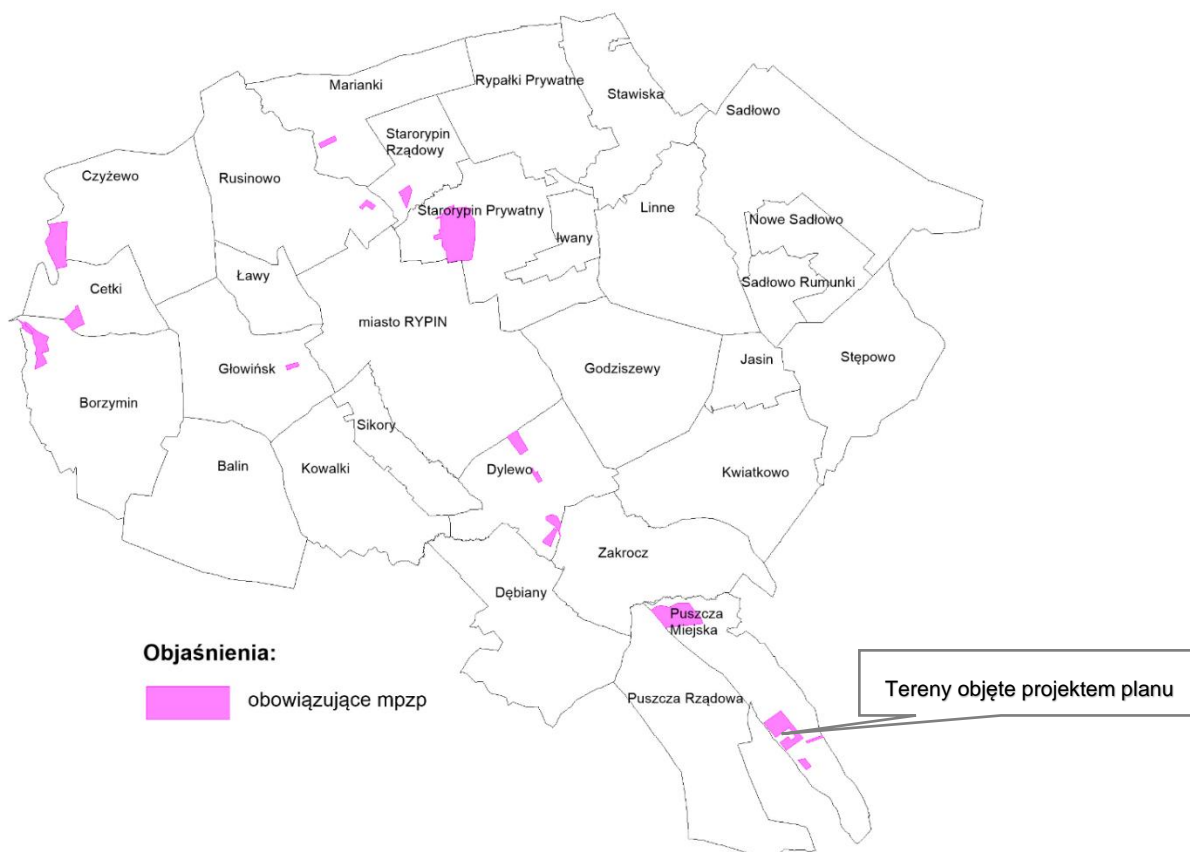 Marianki
Rypałki Prywatne
Stawiska
Sadłowo
Starorypin
Rządowy
Czyżewo
Rusinowo
Starorypin Prywatny
Linne
Nowe Sadłowo
Iwany
Ławy
Cetki
Sadłowo Rumunki
miasto RYPIN
Głowińsk
Godziszewy
Jasin
Stępowo
Borzymin
Sikory
Balin
Kowalki
Dylewo
Kwiatkowo
Zakrocz
Dębiany
Puszcza
Miejska
Objaśnienia:
obowiązujące mpzp
Puszcza Rządowa
Tereny objęte projektem planu